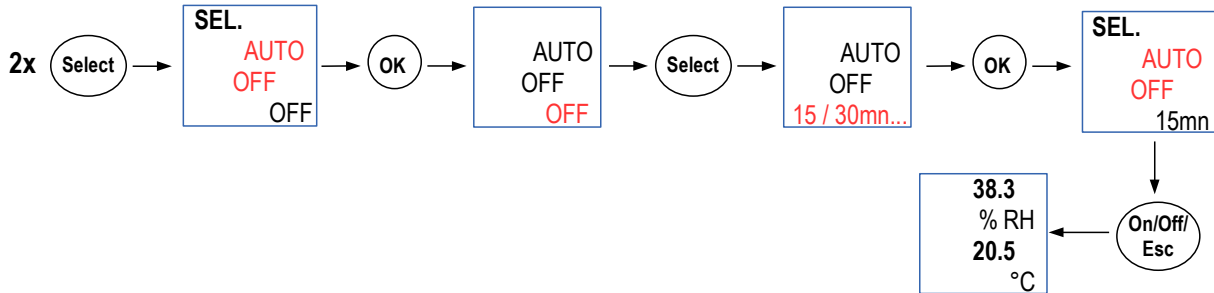 2x
Select
SEL.
AUTO
OFF
OFF
OK
AUTO
OFF
OFF
Select
AUTO
OFF
15 / 30mn...
OK
SEL.
AUTO
OFF
15mn
On/Off/
Esc
38.3
% RH
20.5
°C